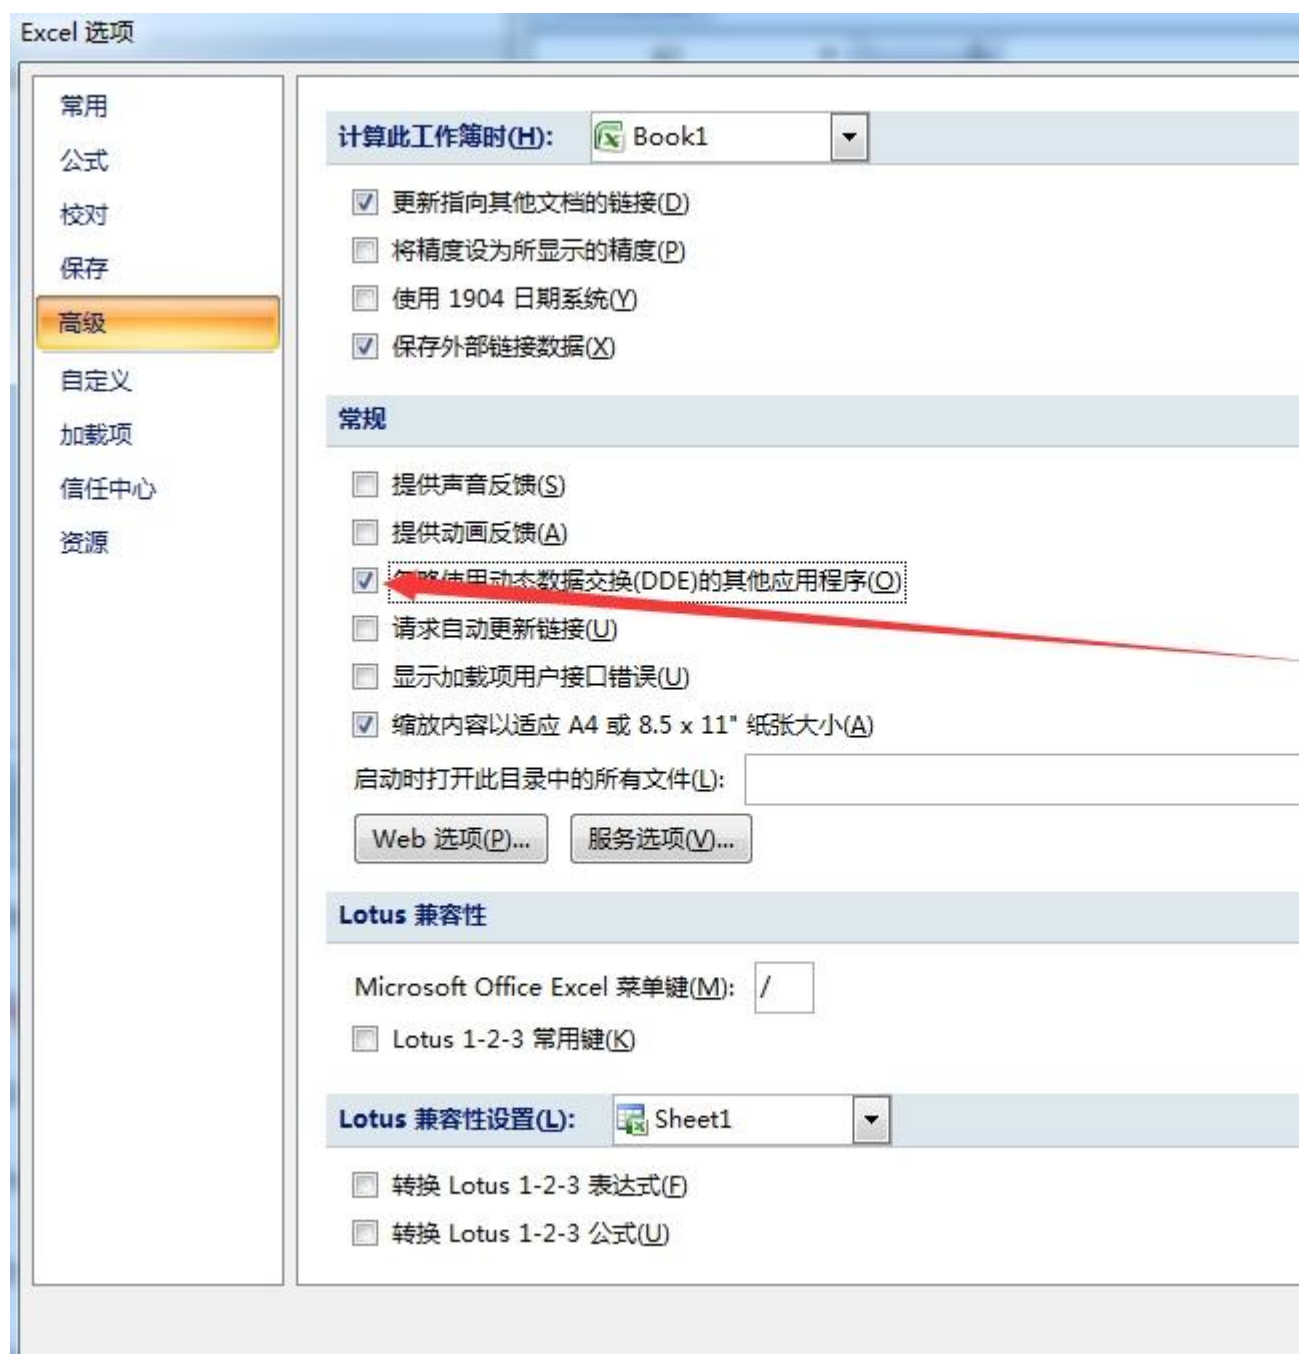 Excel 选项
常用
公式
校对
保存
高级
自定义
加载项
信任中心
资源
计算此工作簿时(H): Book1
更新指向其他文档的链接(D)
将精度设为所显示的精度(P)
使用 1904 日期系统(Y)
保存外部链接数据(X)
常规
提供声音反馈(S)
提供动画反馈(A)
忽略使用动态数据交换(DDE)的其他应用程序(O)
请求自动更新链接(U)
显示加载项用户接口错误(U)
缩放内容以适应 A4 或 8.5 x 11" 纸张大小(A)
启动时打开此目录中的所有文件(L):
Web 选项(P)... 服务选项(V)...
Lotus 兼容性
Microsoft Office Excel 菜单键(M): /
Lotus 1-2-3 常用键(K)
Lotus 兼容性设置(L): Sheet1
转换 Lotus 1-2-3 表达式(F)
转换 Lotus 1-2-3 公式(U)